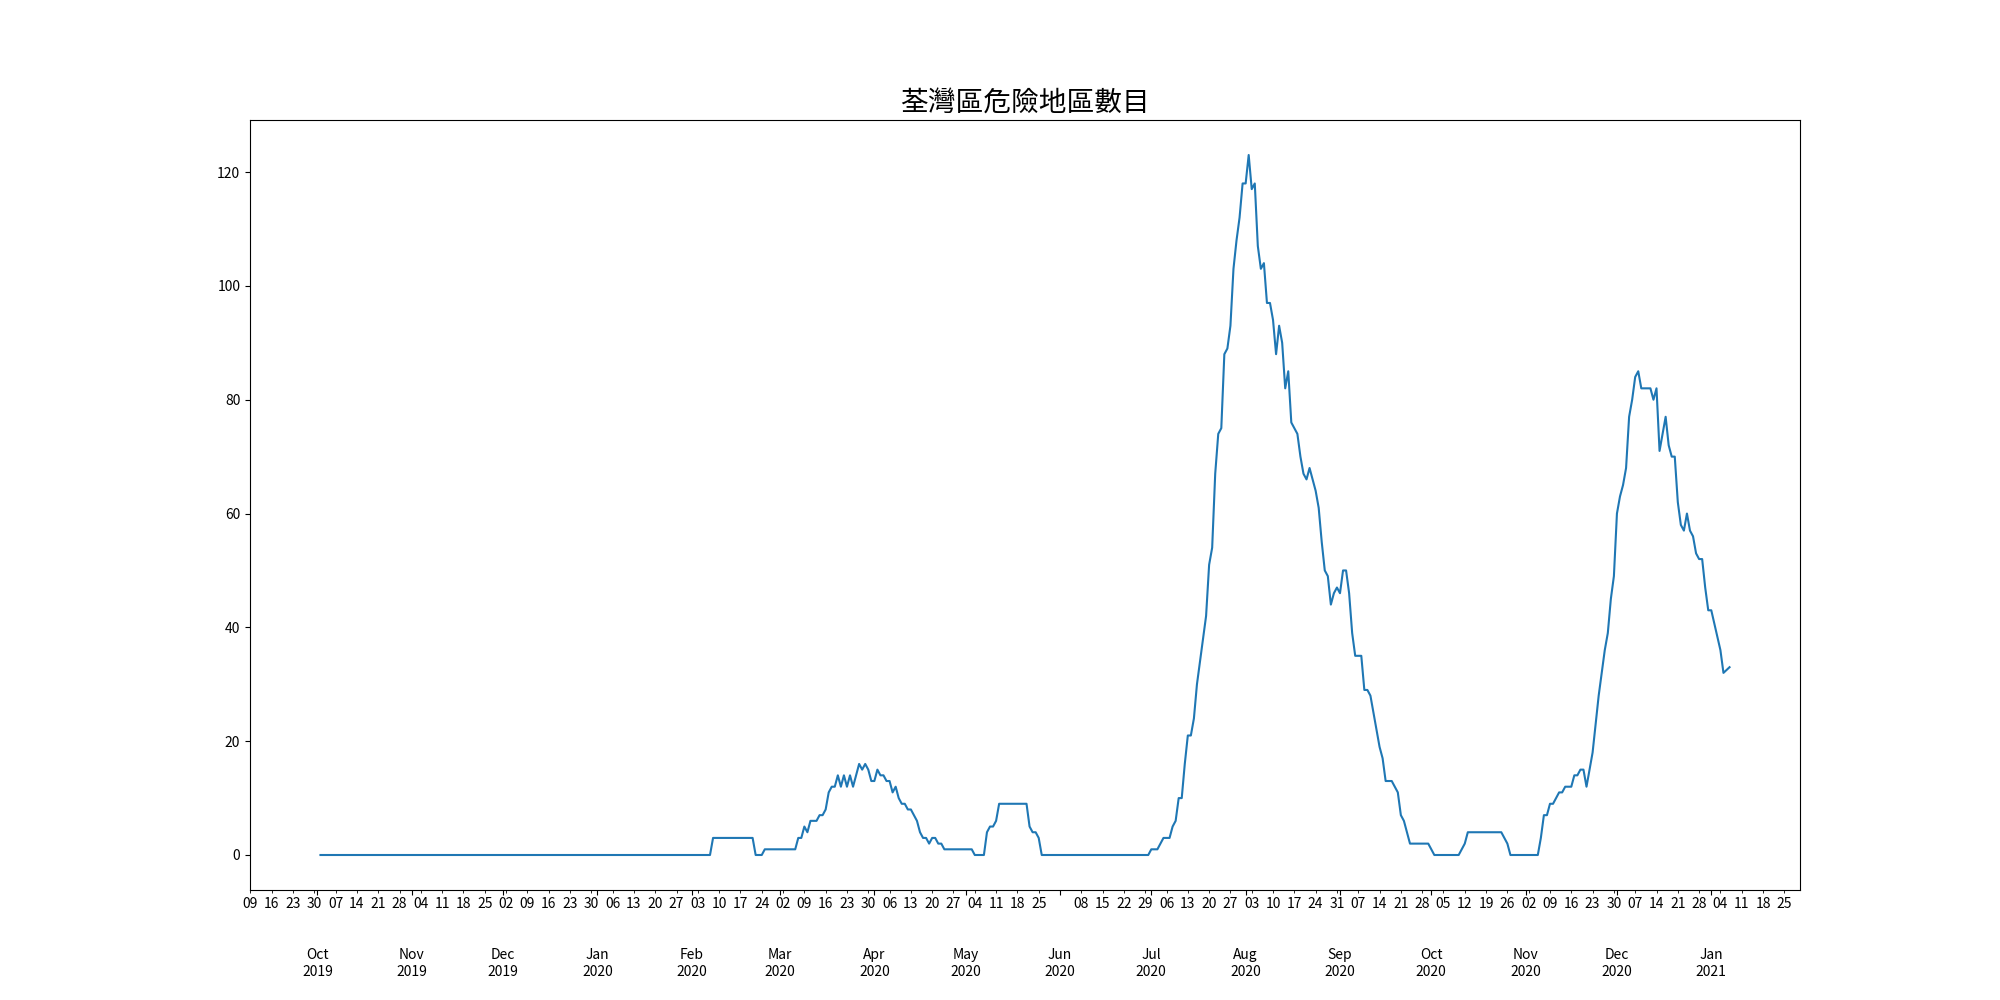 荃灣區危險地區數目
120
100
80
60
40
20
0
09 16 23 30 07 14 21 28 04 11 18 25 02 09 16 23 30 06 13 20 27 03 10 17 24 02 09 16 23 30 06 13 20 27 04 11 18 25 08 15 22 29 06 13 20 27 03 10 17 24 31 07 14 21 28 05 12 19 26 02 09 16 23 30 07 14 21 28 04 11 18 25
Oct Nov Dec Jan Feb Mar Apr May Jun Jul Aug Sep Oct Nov Dec Jan
2019 2019 2019 2020 2020 2020 2020 2020 2020 2020 2020 2020 2020 2020 2020 2021